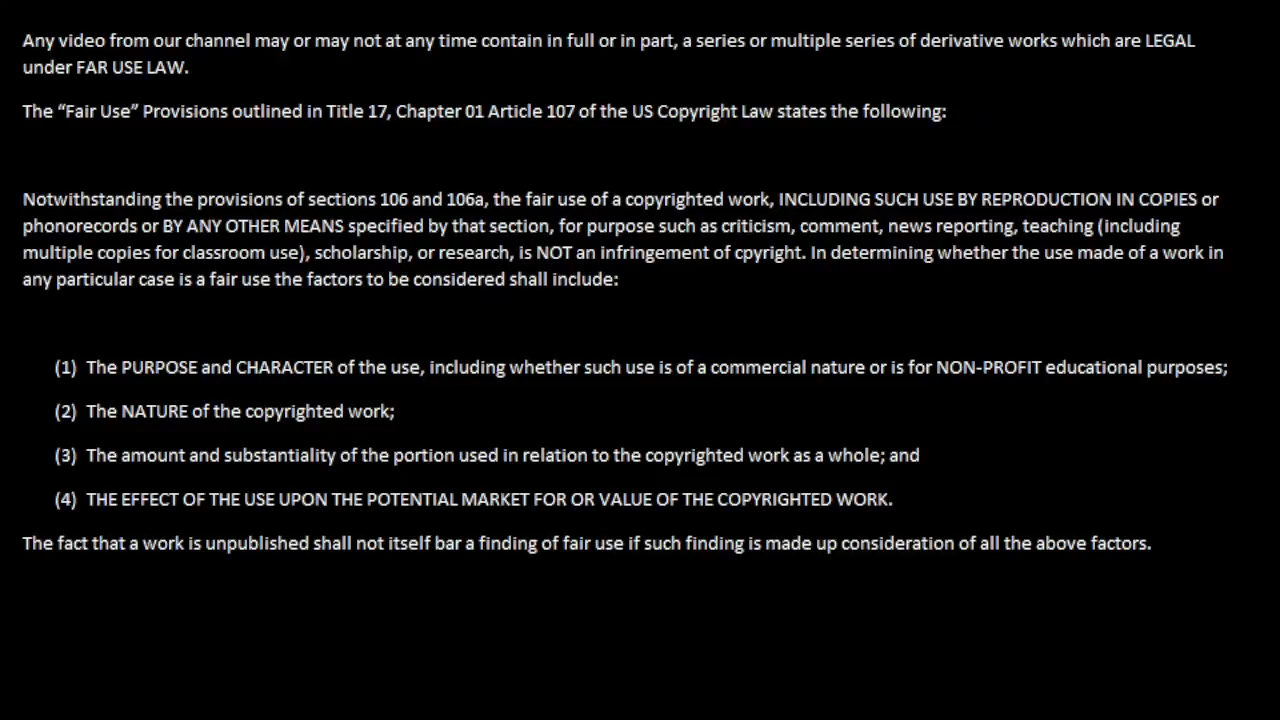 Any video from our channel may or may not at any time contain in full or in part, a series or multiple series of derivative works which are LEGAL
under FAR USE LAW.
The “Fair Use” Provisions outlined in Title 17, Chapter 01 Article 107 of the US Copyright Law states the following:
Notwithstanding the provisions of sections 106 and 106a, the fair use of a copyrighted work, INCLUDING SUCH USE BY REPRODUCTION IN COPIES or
phonorecords or BY ANY OTHER MEANS specified by that section, for purpose such as criticism, comment, news reporting, teaching (including
multiple copies for classroom use), scholarship, or research, is NOT an infringement of cpyright. In determining whether the use made of a work in
any particular case is a fair use the factors to be considered shall include:
(1) The PURPOSE and CHARACTER of the use, including whether such use is of a commercial nature or is for NON-PROFIT educational purposes;
(2) The NATURE of the copyrighted work;
(3) The amount and substantiality of the portion used in relation to the copyrighted work as a whole; and
(4) THE EFFECT OF THE USE UPON THE POTENTIAL MARKET FOR OR VALUE OF THE COPYRIGHTED WORK.
The fact that a work is unpublished shall not itself bar a finding of fair use if such finding is made up consideration of all the above factors.